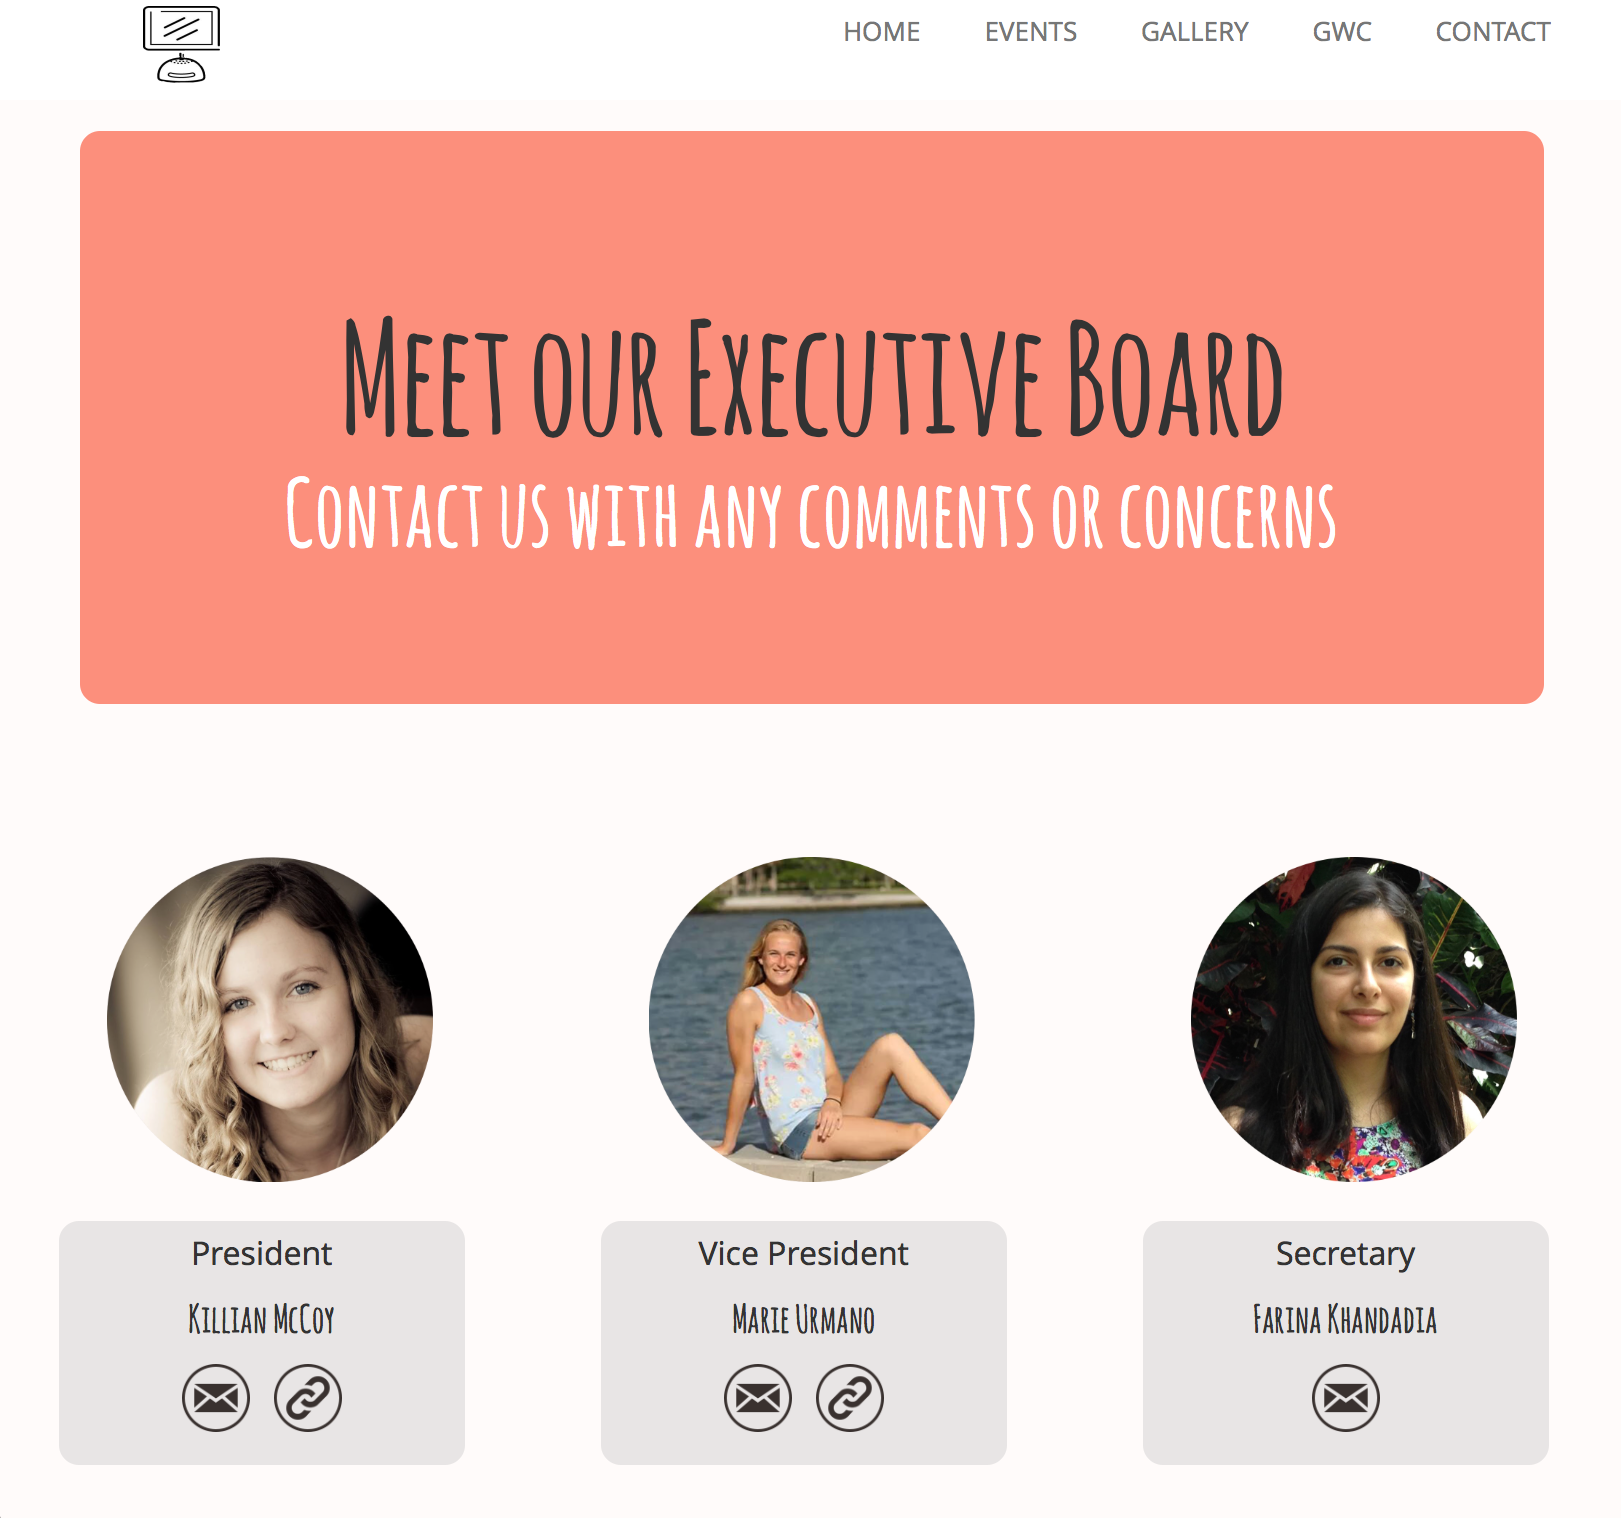 HOME EVENTS GALLERY GWC CONTACT
Meet our Executive Board
Contact us with any comments or concerns
President
Killian McCoy
Vice President
Marie Urmano
Secretary
Farina Khandadia